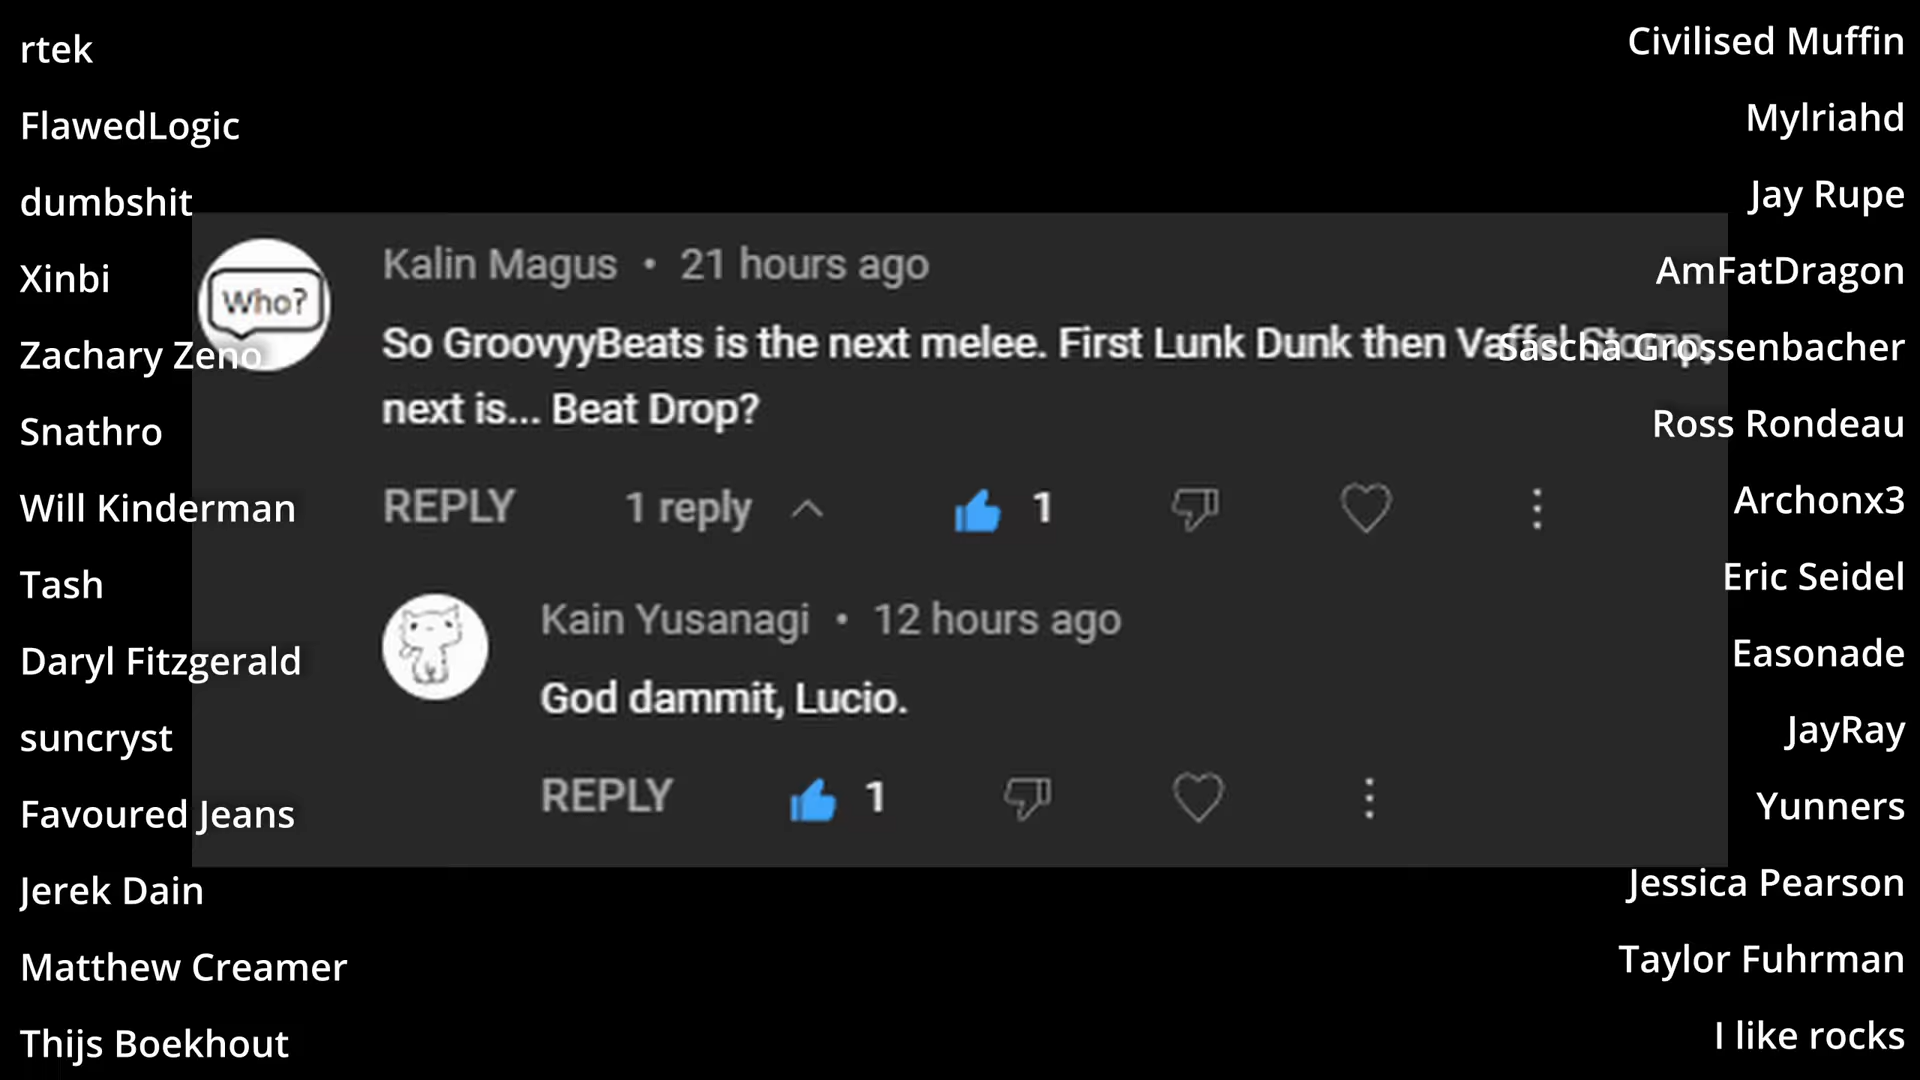 rtek
FlawedLogic
dumbshit
Xinbi
Zachary Zeno
Snathro
Will Kinderman
Tash
Daryl Fitzgerald
suncryst
Favoured Jeans
Jerek Dain
Matthew Creamer
Thijs Boekhout
Who?
Kalin Magus • 21 hours ago
So GroovyyBeats is the next melee. First Lunk Dunk then
next is... Beat Drop?
REPLY 1 reply 1
Kain Yusanagi • 12 hours ago
God dammit, Lucio.
REPLY 1
Civilised Muffin
Mylriahd
Jay Rupe
AmFatDragon
Sascha Grossenbacher
Ross Rondeau
Archonx3
Eric Seidel
Easonade
JayRay
Yunners
Jessica Pearson
Taylor Fuhrman
I like rocks